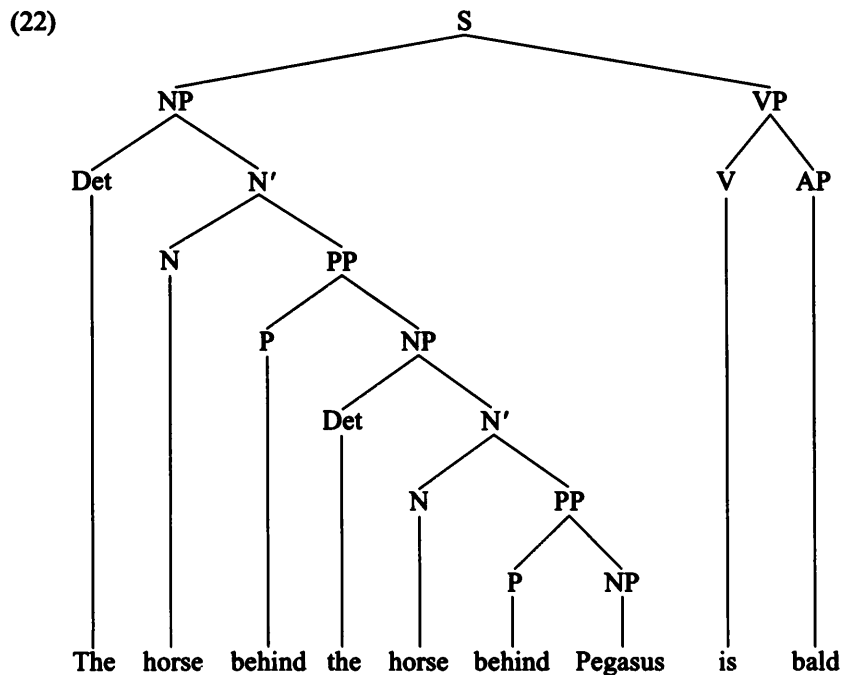 (22) S
NP VP
Det N′ V AP
N PP
P NP
Det N′
N PP
P NP
The horse behind the horse behind Pegasus is bald